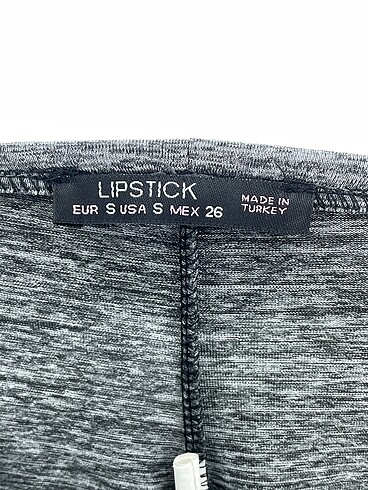 LIPSTICK
EUR S USA S MEX 26
MADE IN
TURKEY